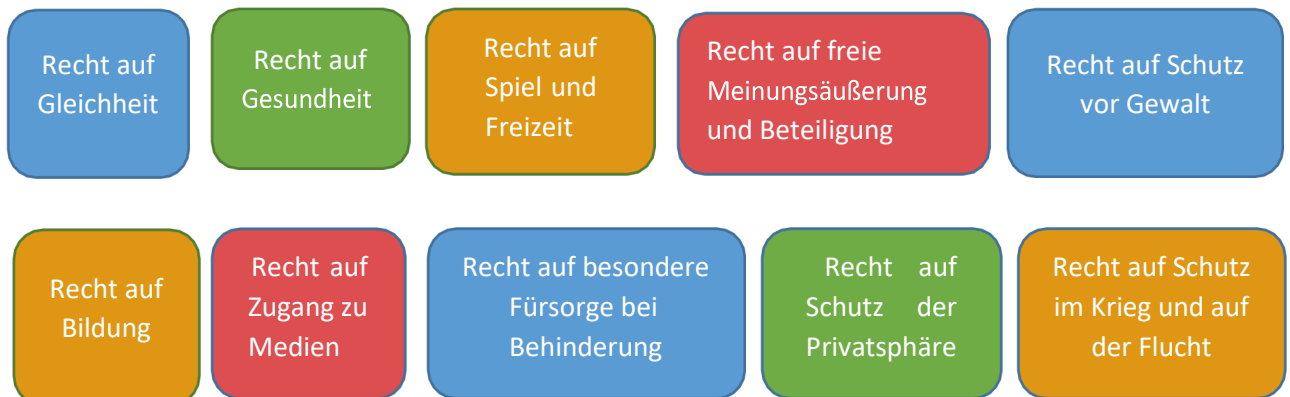 Recht auf
Gleichheit
Recht auf
Gesundheit
Recht auf
Spiel und
Freizeit
Recht auf freie
Meinungsäußerung
und Beteiligung
Recht auf Schutz
vor Gewalt
Recht auf
Bildung
Recht auf
Zugang zu
Medien
Recht auf besondere
Fürsorge bei
Behinderung
Recht auf
Schutz der
Privatsphäre
Recht auf Schutz
im Krieg und auf
der Flucht